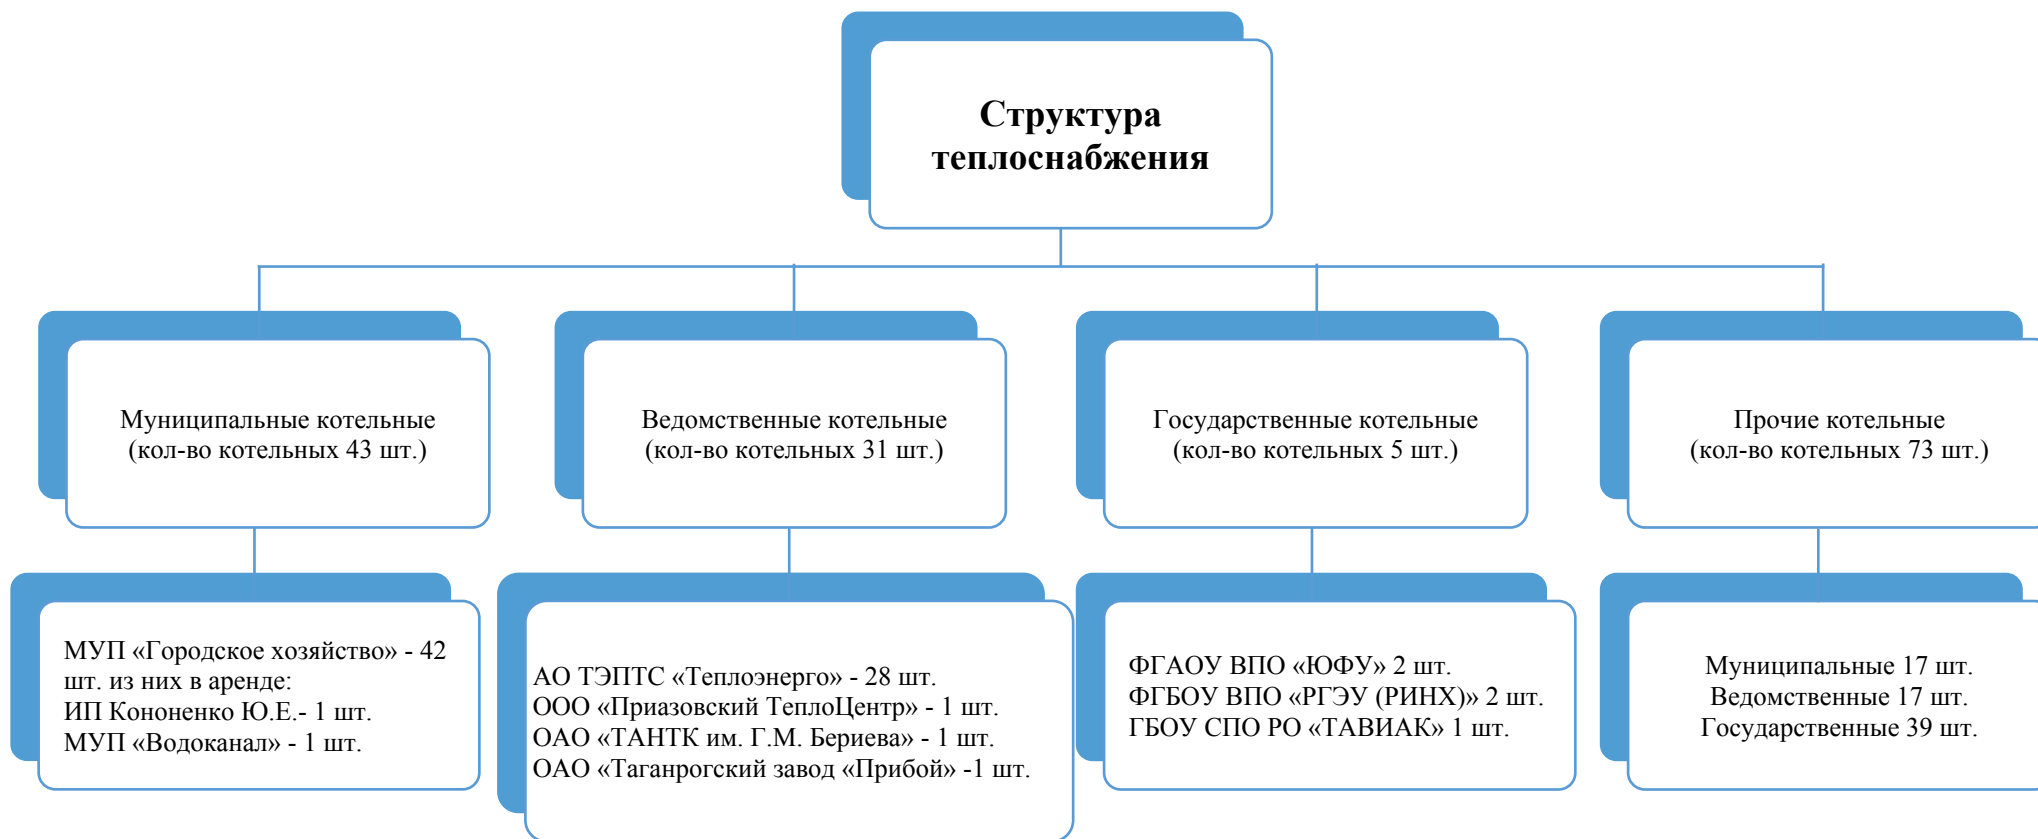 Структура
теплоснабжения
Муниципальные котельные
(кол-во котельных 43 шт.)
Ведомственные котельные
(кол-во котельных 31 шт.)
Государственные котельные
(кол-во котельных 5 шт.)
Прочие котельные
(кол-во котельных 73 шт.)
МУП «Городское хозяйство» - 42
шт. из них в аренде:
ИП Кононенко Ю.Е.- 1 шт.
МУП «Водоканал» - 1 шт.
АО ТЭПТС «Теплоэнерго» - 28 шт.
ООО «Приазовский ТеплоЦентр» - 1 шт.
ОАО «ТАНТК им. Г.М. Бериева» - 1 шт.
ОАО «Таганрогский завод «Прибой» -1 шт.
ФГАОУ ВПО «ЮФУ» 2 шт.
ФГБОУ ВПО «РГЭУ (РИНХ)» 2 шт.
ГБОУ СПО РО «ТАВИАК» 1 шт.
Муниципальные 17 шт.
Ведомственные 17 шт.
Государственные 39 шт.